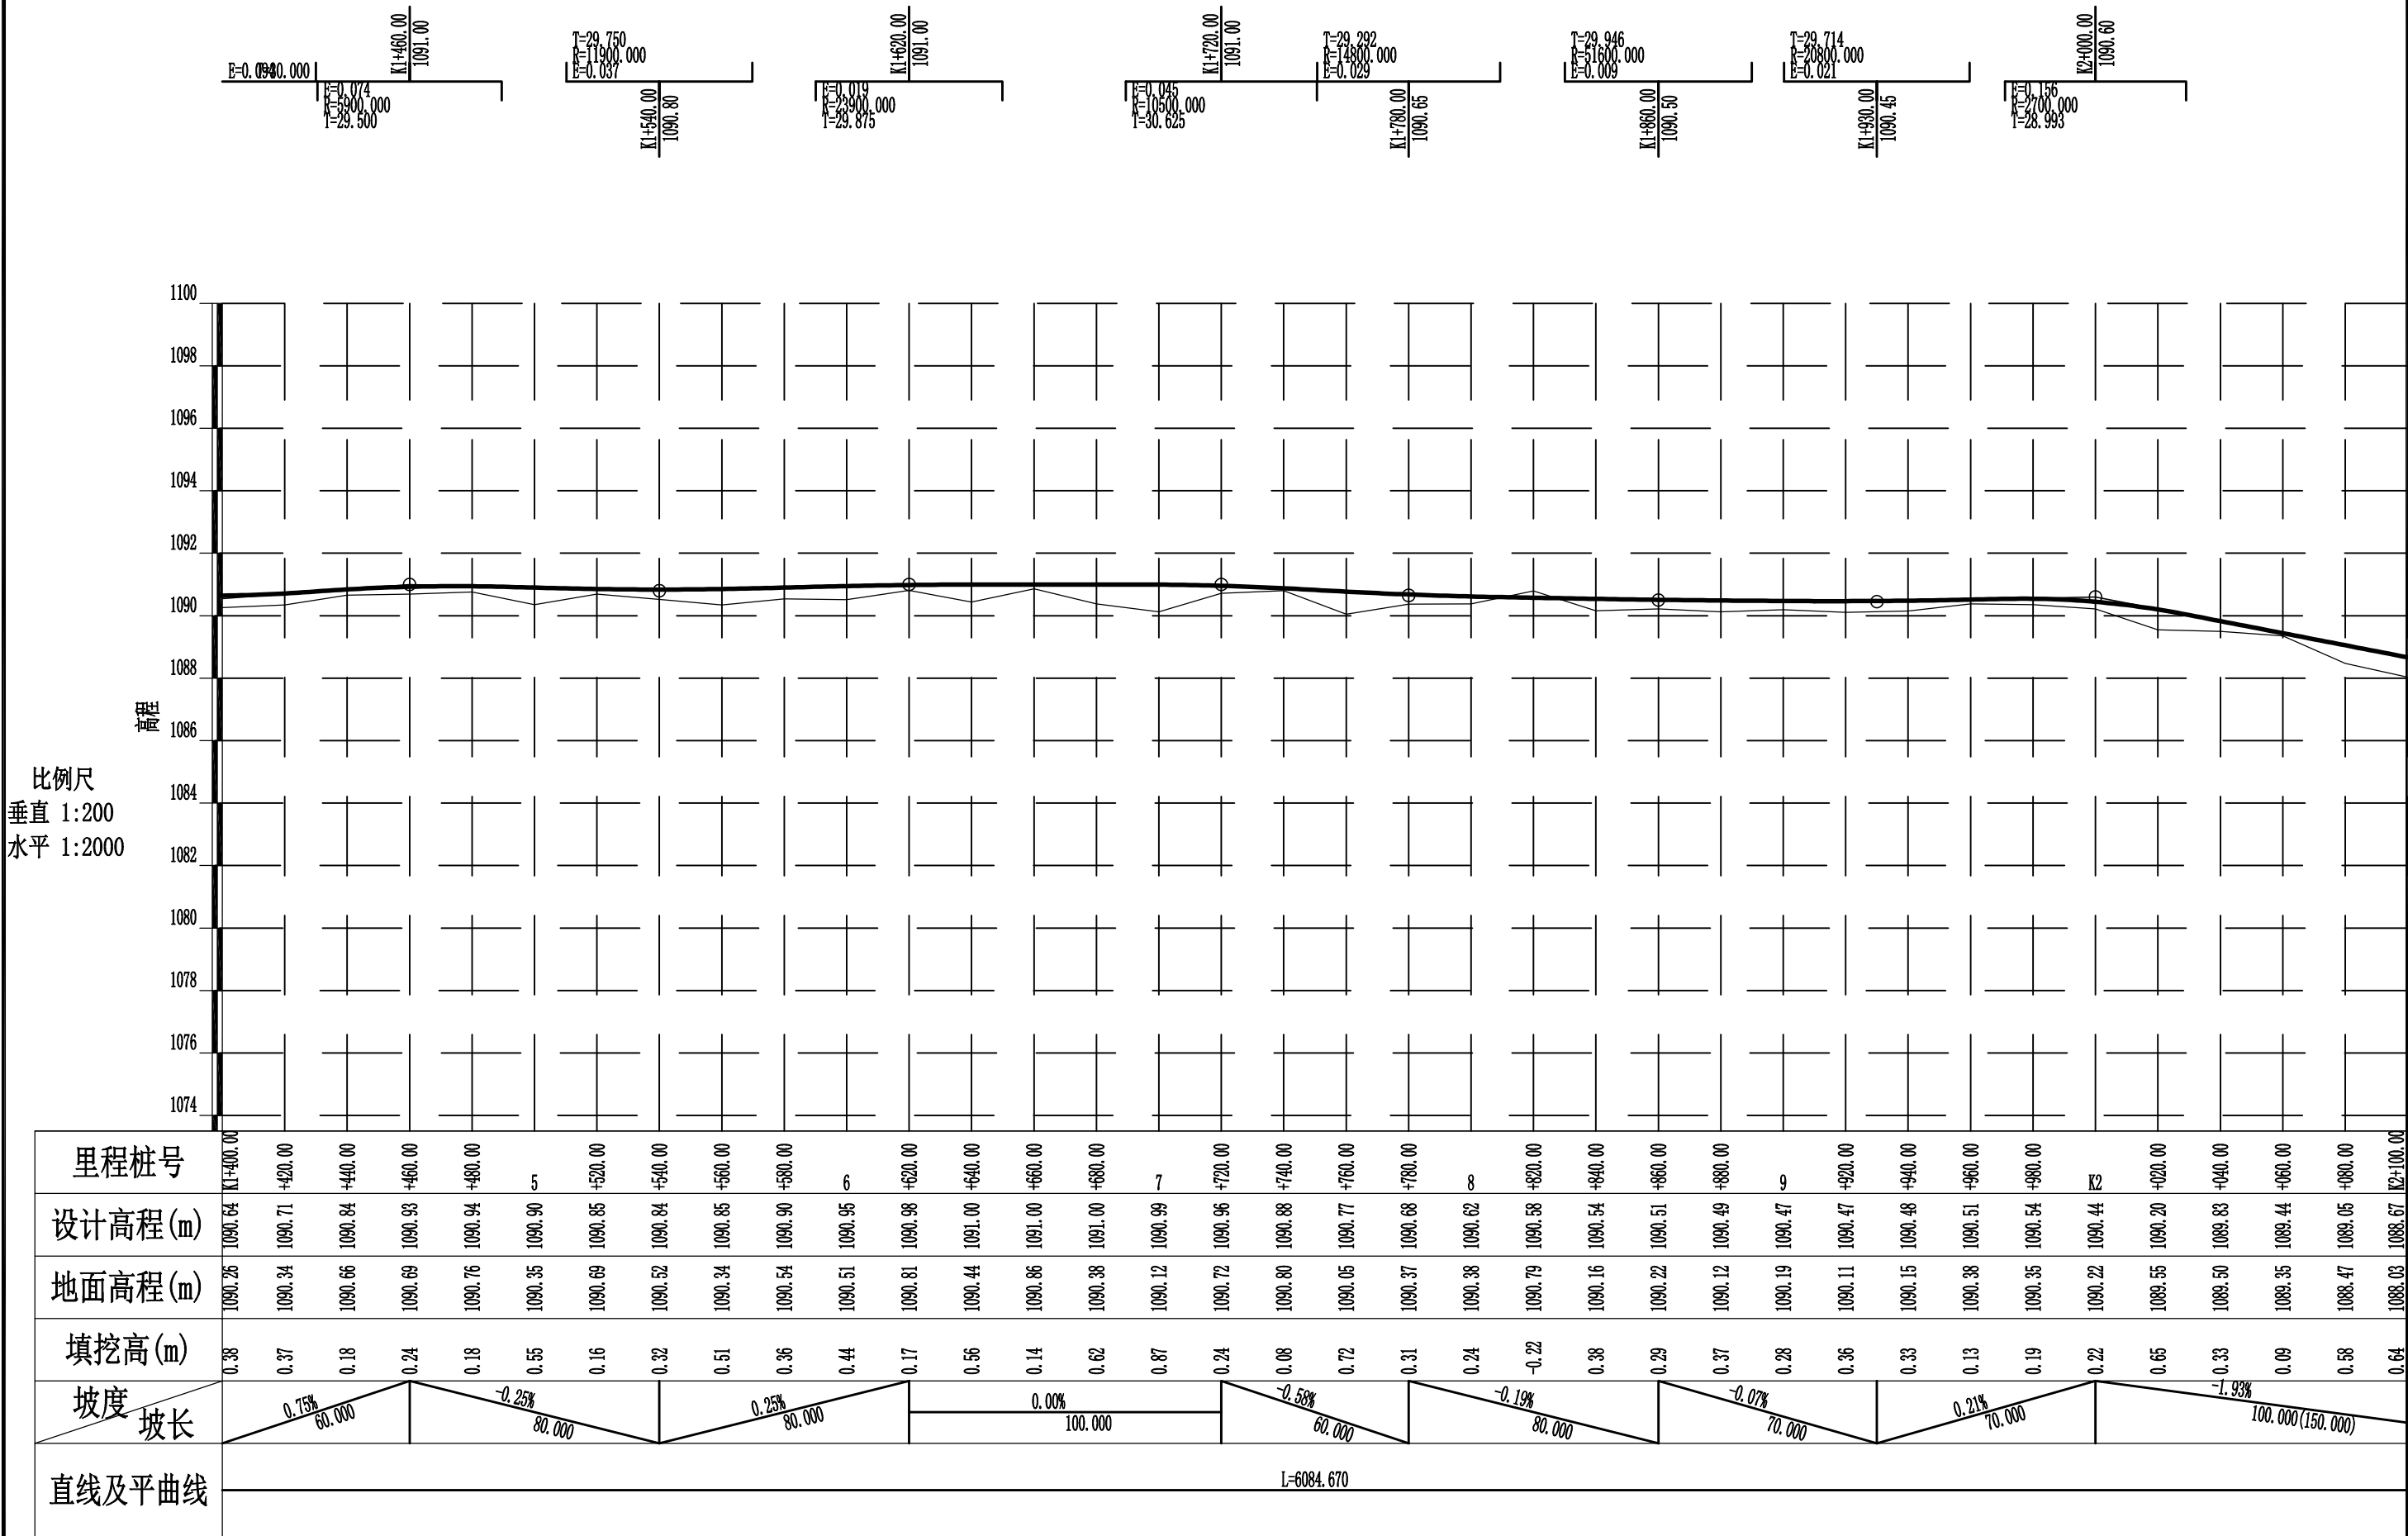 E=0.094 T=30.000
E=0.074
R=5900.000
T=29.500
K1+460.00
1091.00
T=29.750
R=11900.000
E=0.037
K1+540.00
1090.80
E=0.019
R=23900.000
T=29.875
K1+620.00
1091.00
E=0.045
R=10500.000
T=30.625
K1+720.00
1091.00
T=29.292
R=14800.000
E=0.029
K1+780.00
1090.65
T=29.946
R=51600.000
E=0.009
K1+860.00
1090.50
T=29.714
R=20800.000
E=0.021
K1+930.00
1090.45
E=0.156
R=2700.000
T=28.993
K2+000.00
1090.60
1100
1098
1096
1094
1092
1090
1088
1086
1084
1082
1080
1078
1076
1074
高程
比例尺
垂直 1:200
水平 1:2000
里程桩号 K1+400.00 +420.00 +440.00 +460.00 +480.00 5 +520.00 +540.00 +560.00 +580.00 6 +620.00 +640.00 +660.00 +680.00 7 +720.00 +740.00 +760.00 +780.00 8 +820.00 +840.00 +860.00 +880.00 9 +920.00 +940.00 +960.00 +980.00 K2 +020.00 +040.00 +060.00 +080.00 K2+100.00
设计高程(m) 1090.64 1090.71 1090.84 1090.93 1090.94 1090.90 1090.85 1090.84 1090.85 1090.90 1090.95 1090.98 1091.00 1091.00 1091.00 1090.99 1090.96 1090.88 1090.77 1090.68 1090.62 1090.58 1090.54 1090.51 1090.49 1090.47 1090.47 1090.48 1090.51 1090.54 1090.44 1090.20 1089.83 1089.44 1089.05 1088.67
地面高程(m) 1090.26 1090.34 1090.66 1090.69 1090.76 1090.35 1090.69 1090.52 1090.34 1090.54 1090.51 1090.81 1090.44 1090.86 1090.38 1090.12 1090.72 1090.80 1090.05 1090.37 1090.38 1090.79 1090.16 1090.22 1090.12 1090.19 1090.11 1090.15 1090.38 1090.35 1090.22 1089.55 1089.50 1089.35 1088.47 1088.03
填挖高(m) 0.38 0.37 0.18 0.24 0.18 0.55 0.16 0.32 0.51 0.36 0.44 0.17 0.56 0.14 0.62 0.87 0.24 0.08 0.72 0.31 0.24 -0.22 0.38 0.29 0.37 0.28 0.36 0.33 0.13 0.19 0.22 0.65 0.33 0.09 0.58 0.64
坡度 0.75% -0.25% 0.25% 0.00% -0.58% -0.19% -0.07% 0.21% -1.93%
坡长 60.000 80.000 80.000 100.000 60.000 80.000 70.000 70.000 100.000(150.000)
直线及平曲线 L=6084.670